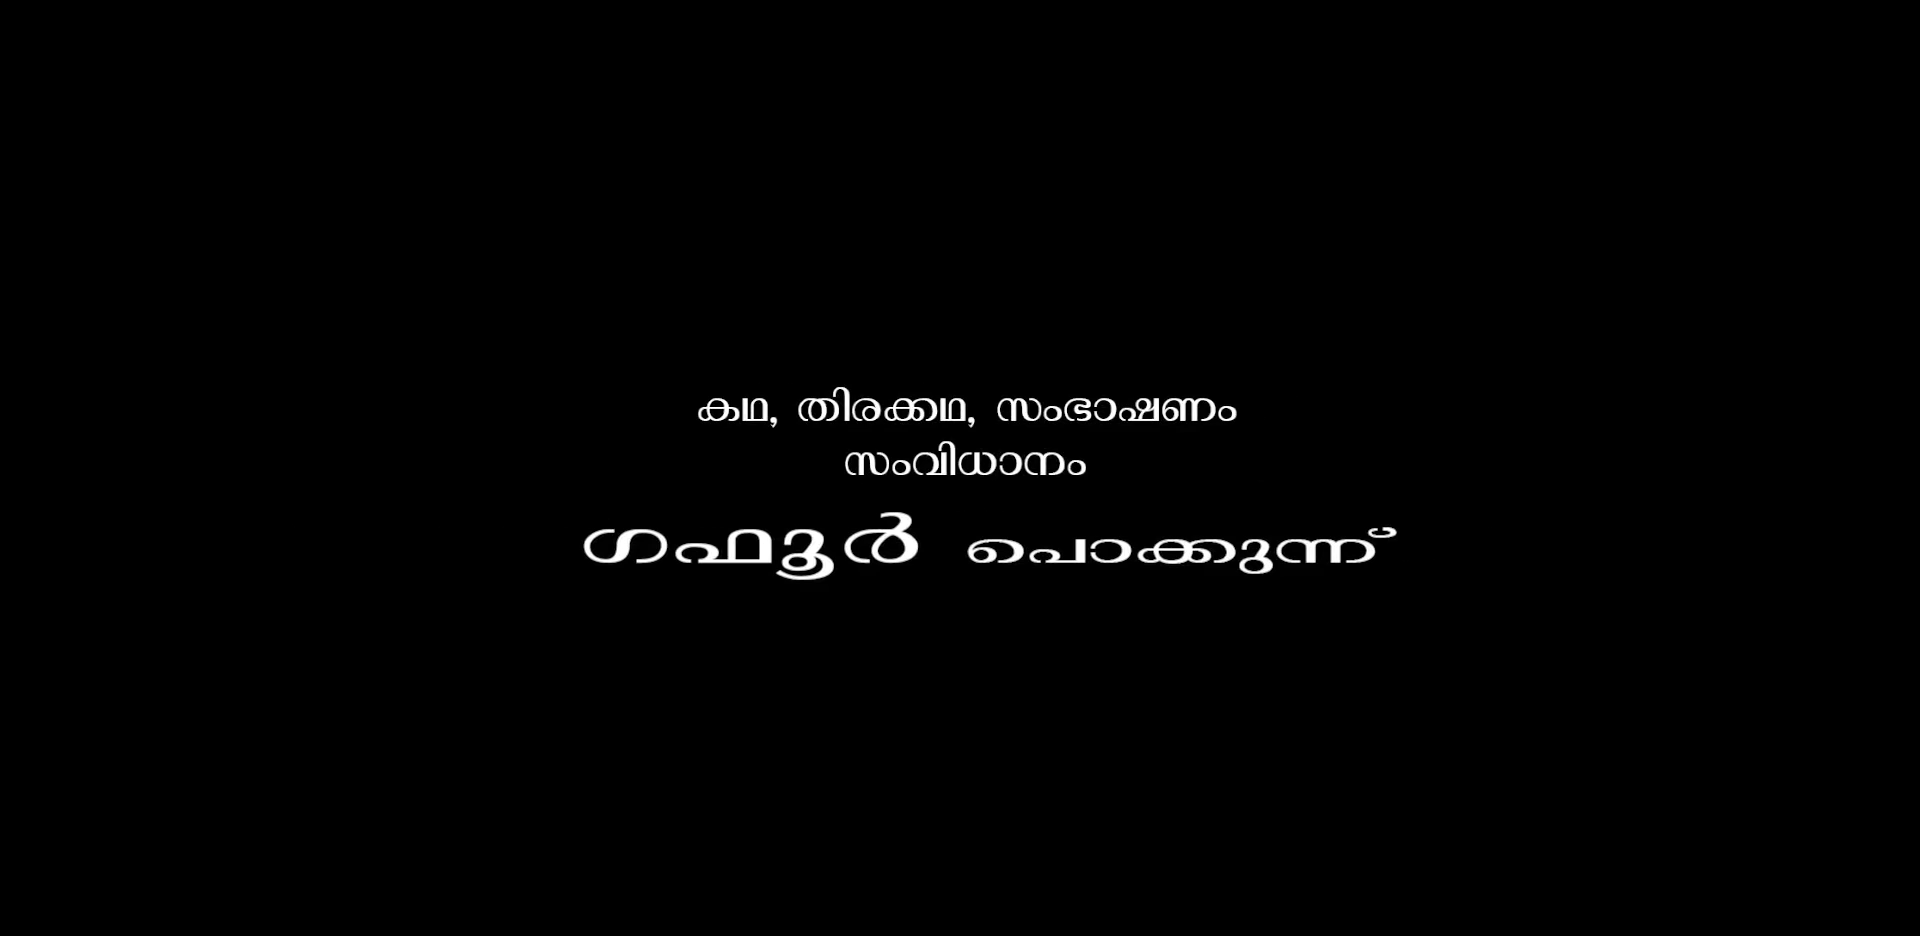 കഥ, തിരക്കഥ, സംഭാഷണം
സംവിധാനം
ഗഫൂർ പൊക്കുന്ന്